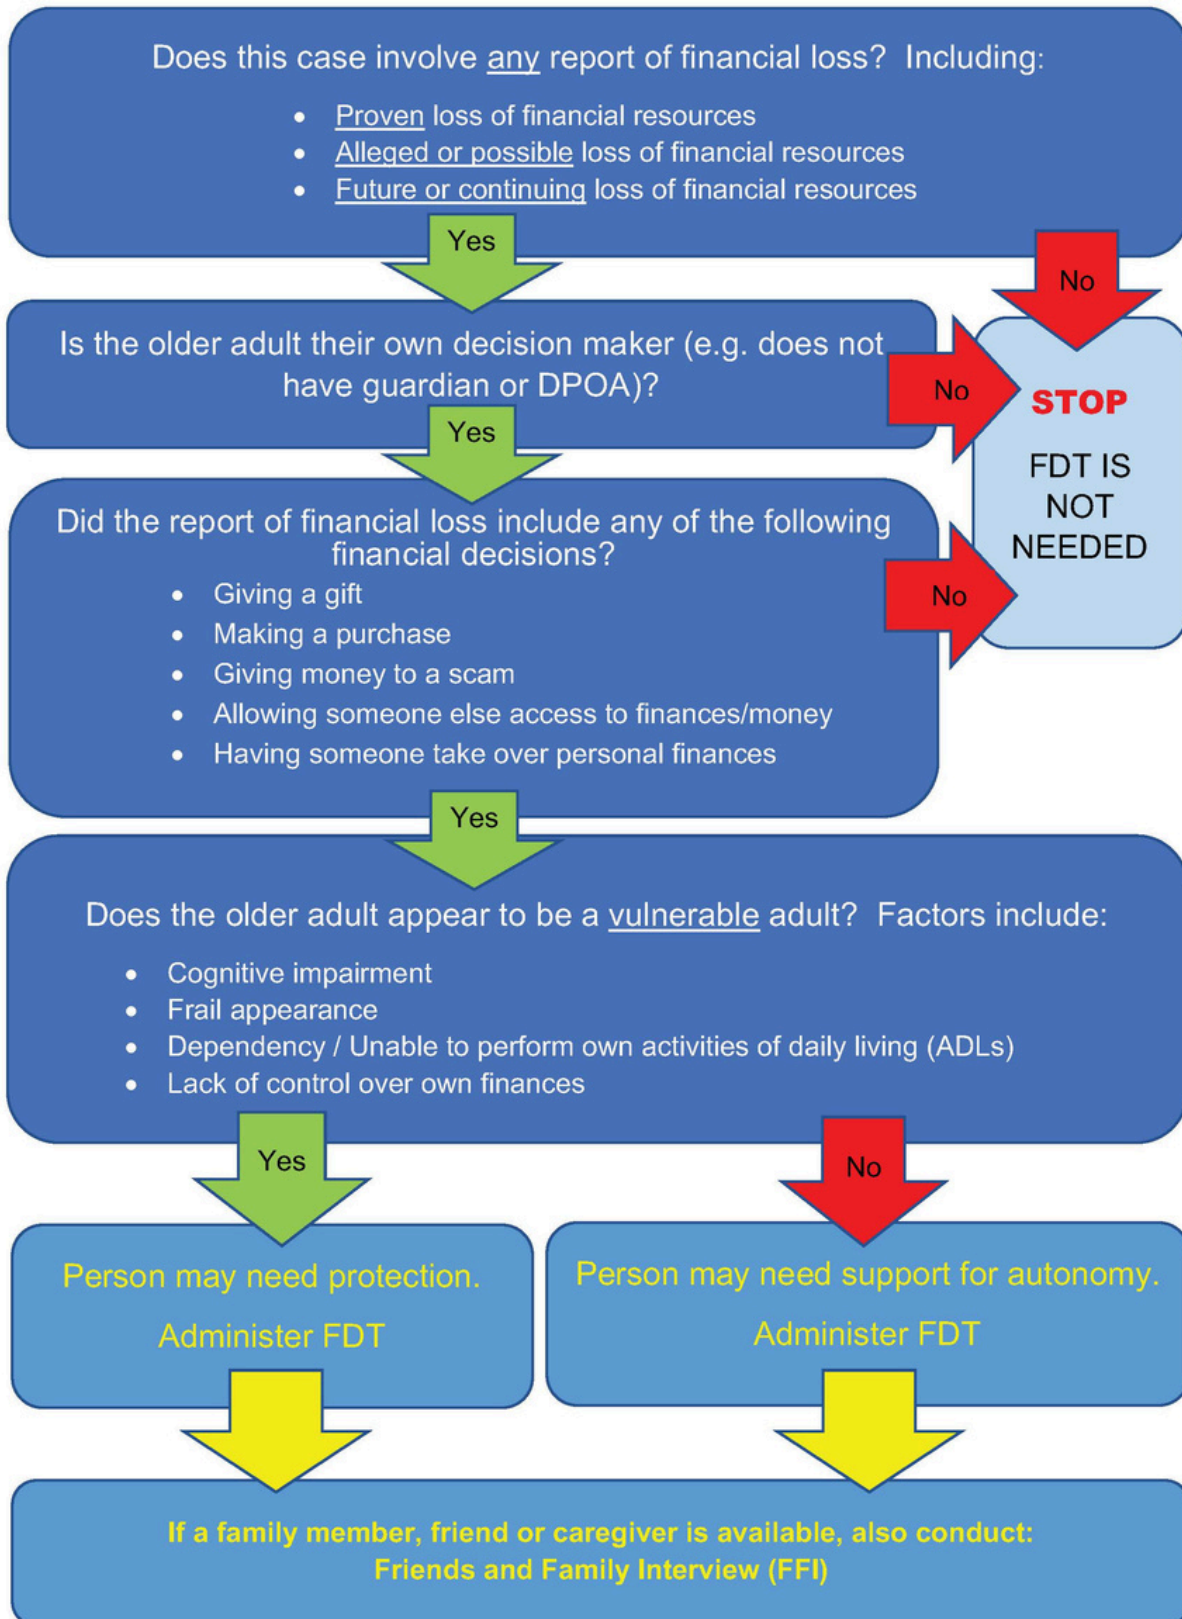 Does this case involve any report of financial loss?  Including:
• Proven loss of financial resources
• Alleged or possible loss of financial resources
• Future or continuing loss of financial resources
Yes
No
Is the older adult their own decision maker (e.g. does not
have guardian or DPOA)?
No
STOP
FDT IS
NOT
NEEDED
Yes
Did the report of financial loss include any of the following
financial decisions?
• Giving a gift
• Making a purchase
• Giving money to a scam
• Allowing someone else access to finances/money
• Having someone take over personal finances
No
Yes
Does the older adult appear to be a vulnerable adult?  Factors include:
• Cognitive impairment
• Frail appearance
• Dependency / Unable to perform own activities of daily living (ADLs)
• Lack of control over own finances
Yes
No
Person may need protection.
Administer FDT
Person may need support for autonomy.
Administer FDT
If a family member, friend or caregiver is available, also conduct:
Friends and Family Interview (FFI)